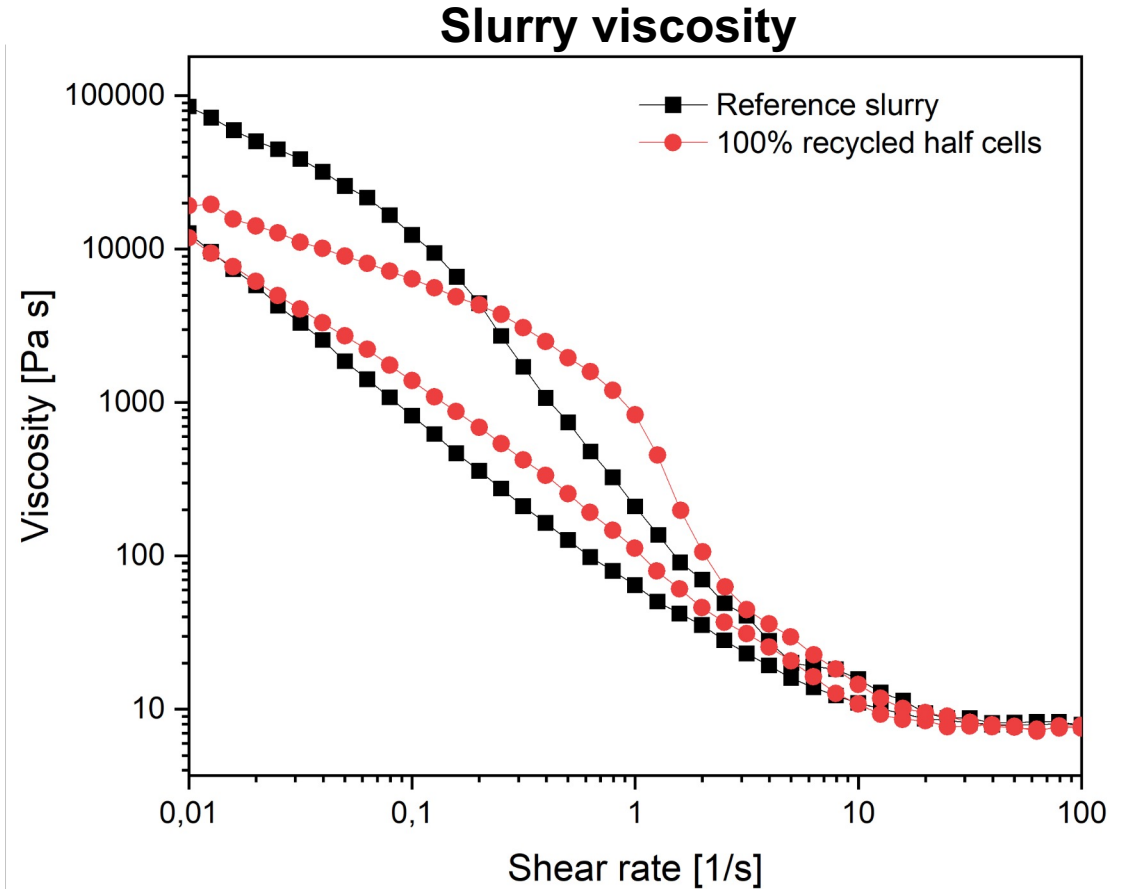 Slurry viscosity
Reference slurry
100% recycled half cells
Viscosity [Pa s]
100000
10000
1000
100
10
0,01
0,1
1
10
100
Shear rate [1/s]